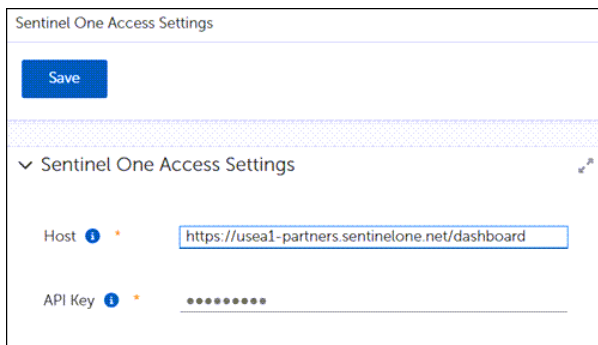 Sentinel One Access Settings
Save
Sentinel One Access Settings
Host i * https://usea1-partners.sentinelone.net/dashboard
API Key i * ●●●●●●●●●